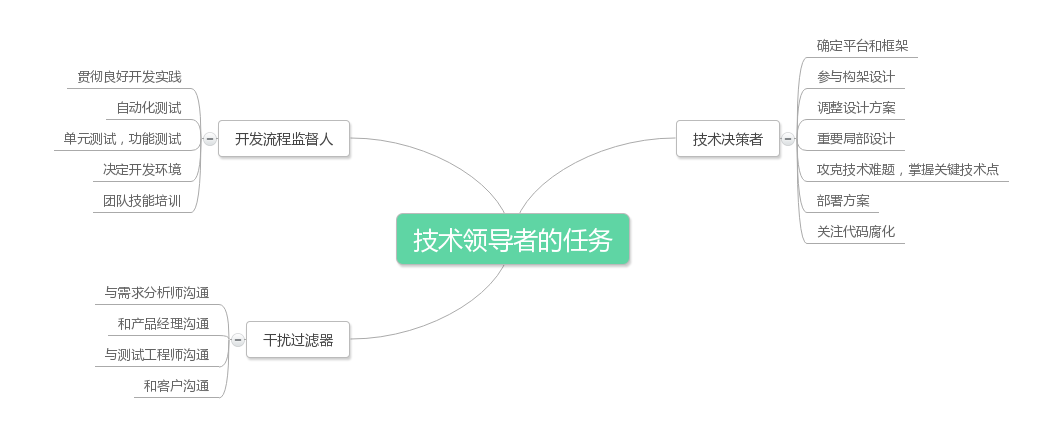 技术领导者的任务
技术决策者
确定平台和框架
参与构架设计
调整设计方案
重要局部设计
攻克技术难题，掌握关键技术点
部署方案
关注代码腐化
开发流程监督人
贯彻良好开发实践
自动化测试
单元测试，功能测试
决定开发环境
团队技能培训
干扰过滤器
与需求分析师沟通
和产品经理沟通
与测试工程师沟通
和客户沟通